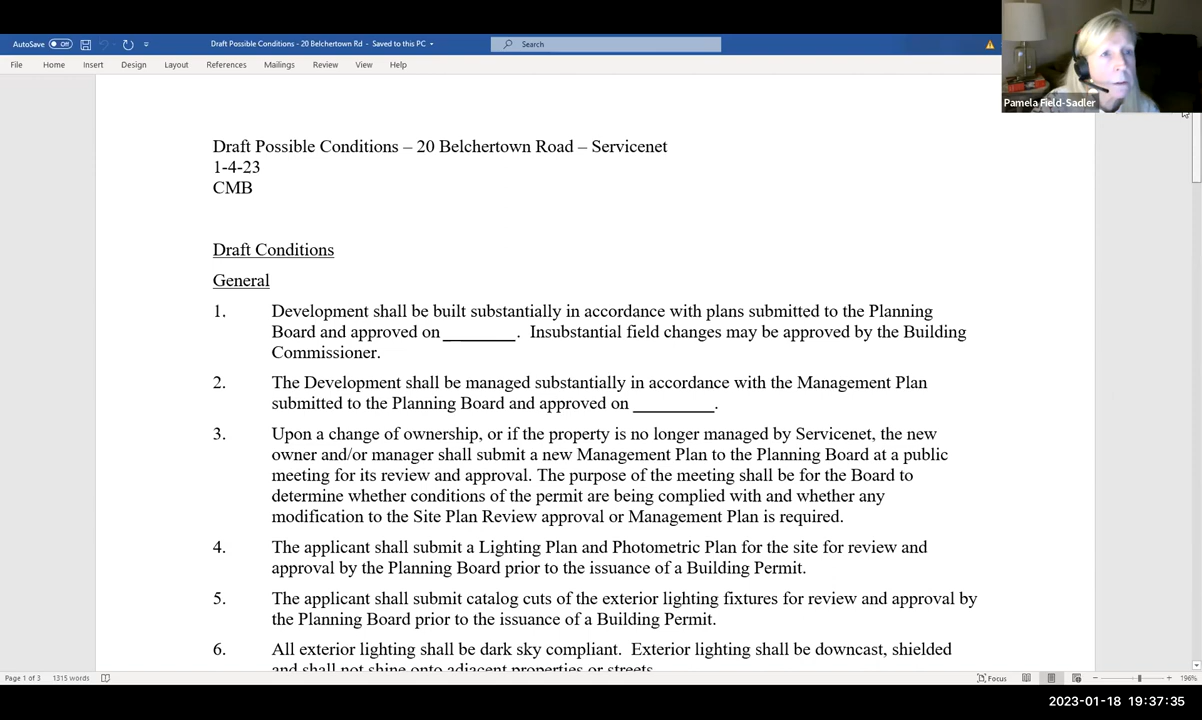 AutoSave Off Draft Possible Conditions - 20 Belchertown Rd - Saved to this PC Search
File Home Insert Design Layout References Mailings Review View Help
Pamela Field-Sadler
Draft Possible Conditions – 20 Belchertown Road – Servicenet
1-4-23
CMB
Draft Conditions
General
1. Development shall be built substantially in accordance with plans submitted to the Planning
Board and approved on ________. Insubstantial field changes may be approved by the Building
Commissioner.
2. The Development shall be managed substantially in accordance with the Management Plan
submitted to the Planning Board and approved on _________.
3. Upon a change of ownership, or if the property is no longer managed by Servicenet, the new
owner and/or manager shall submit a new Management Plan to the Planning Board at a public
meeting for its review and approval. The purpose of the meeting shall be for the Board to
determine whether conditions of the permit are being complied with and whether any
modification to the Site Plan Review approval or Management Plan is required.
4. The applicant shall submit a Lighting Plan and Photometric Plan for the site for review and
approval by the Planning Board prior to the issuance of a Building Permit.
5. The applicant shall submit catalog cuts of the exterior lighting fixtures for review and approval by
the Planning Board prior to the issuance of a Building Permit.
6. All exterior lighting shall be dark sky compliant. Exterior lighting shall be downcast, shielded
and shall not shine onto adjacent properties or streets.
Page 1 of 3 1315 words Focus 196%
2023-01-18 19:37:35